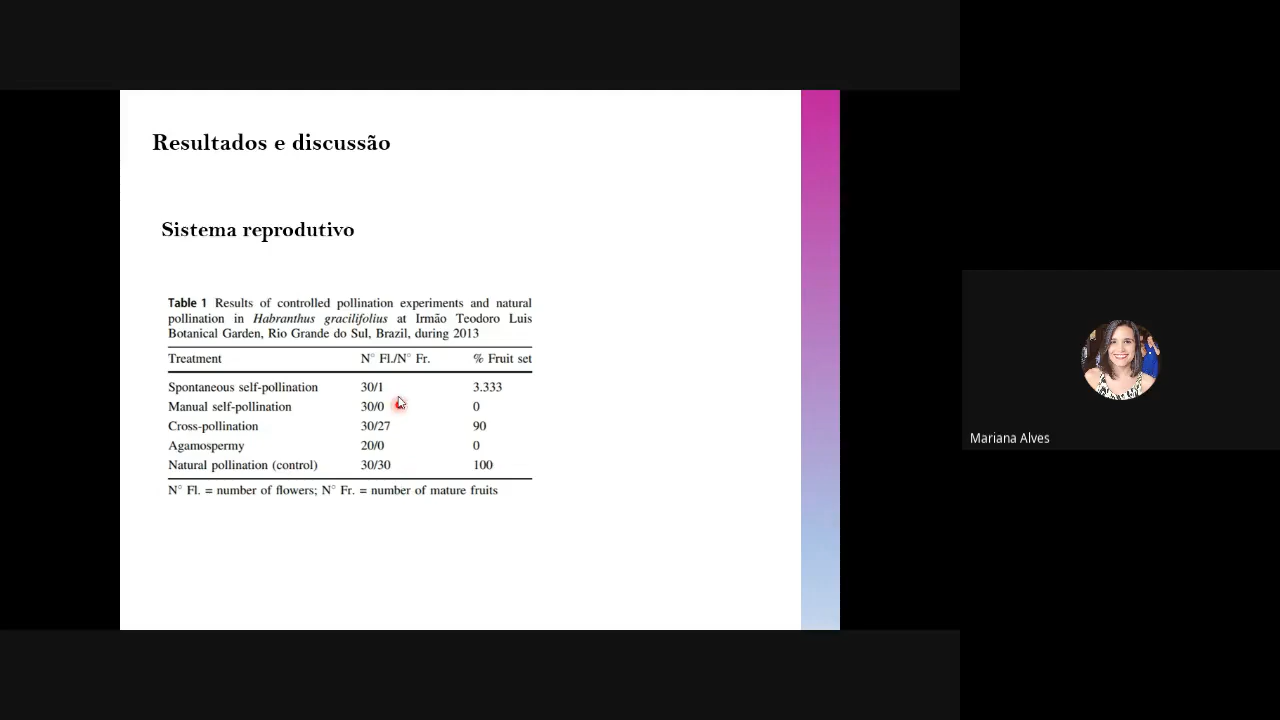 Resultados e discussão
Sistema reprodutivo
Table 1 Results of controlled pollination experiments and natural
pollination in Habranthus gracilifolius at Irmão Teodoro Luis
Botanical Garden, Rio Grande do Sul, Brazil, during 2013
Treatment N° Fl./N° Fr. % Fruit set
Spontaneous self-pollination 30/1 3.333
Manual self-pollination 30/0 0
Cross-pollination 30/27 90
Agamospermy 20/0 0
Natural pollination (control) 30/30 100
N° Fl. = number of flowers; N° Fr. = number of mature fruits
Mariana Alves